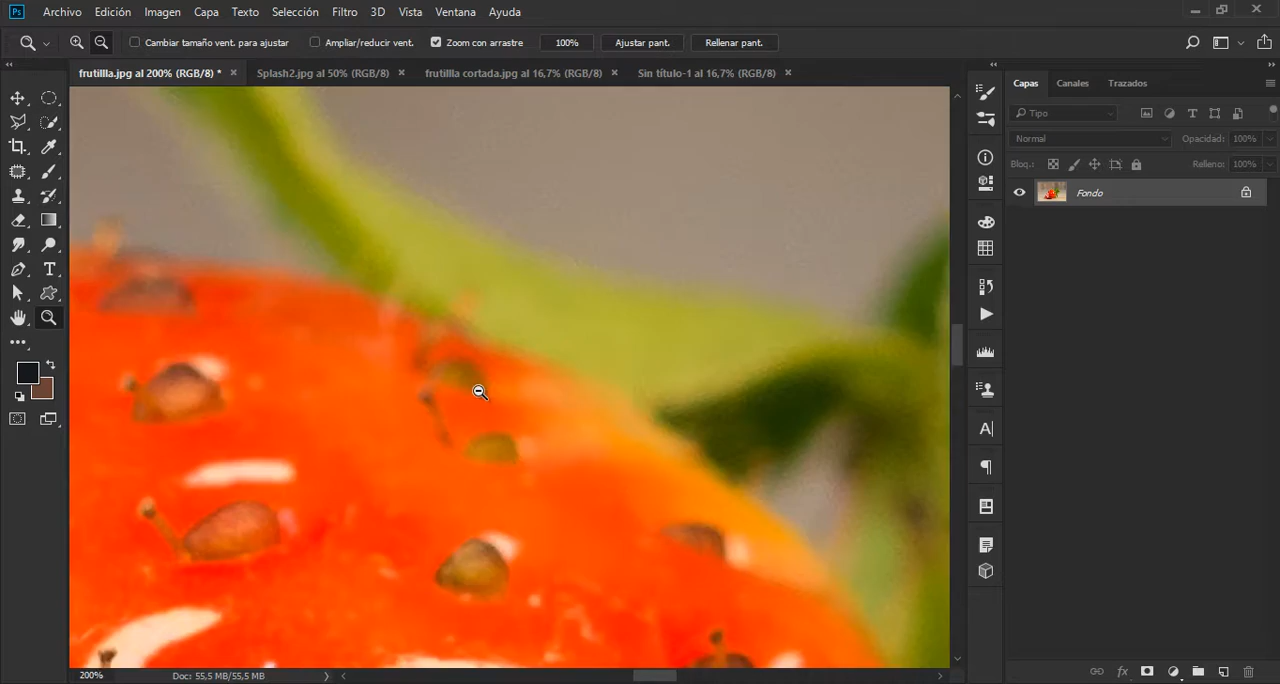 Ps Archivo Edición Imagen Capa Texto Selección Filtro 3D Vista Ventana Ayuda
Cambiar tamaño vent. para ajustar Ampliar/reducir vent. Zoom con arrastre 100% Ajustar pant. Rellenar pant.
frutillla.jpg al 200% (RGB/8) * Splash2.jpg al 50% (RGB/8) frutillla cortada.jpg al 16,7% (RGB/8) Sin título-1 al 16,7% (RGB/8)
Capas Canales Trazados
Tipo
Normal Opacidad: 100%
Bloq.: Relleno: 100%
Fondo
200% Doc: 55,5 MB/55,5 MB